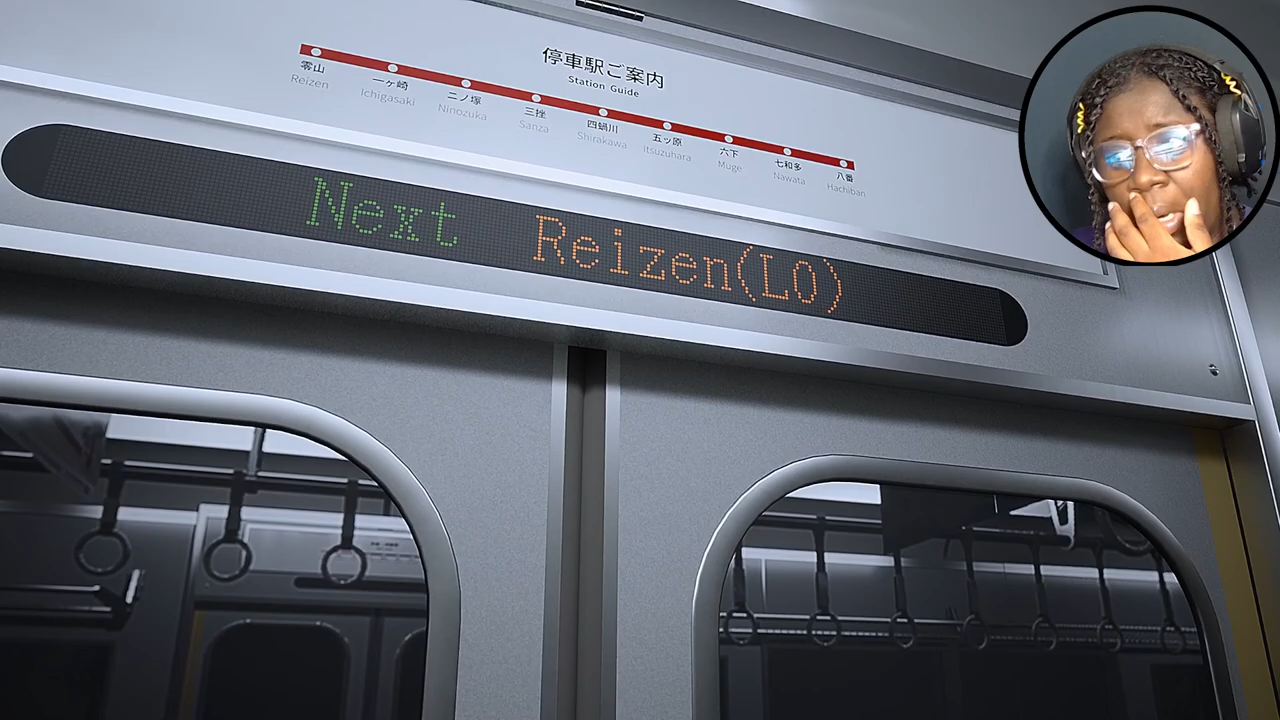 停車駅ご案内
Station Guide
零山 一ヶ崎 二ノ塚 三挫 四蝸川 五ッ原 六下 七和多 八番
Reizen Ichigasaki Ninozuka Sanza Shirakawa Itsuzuhara Muge Nawata Hachiban
Next Reizen(L0)